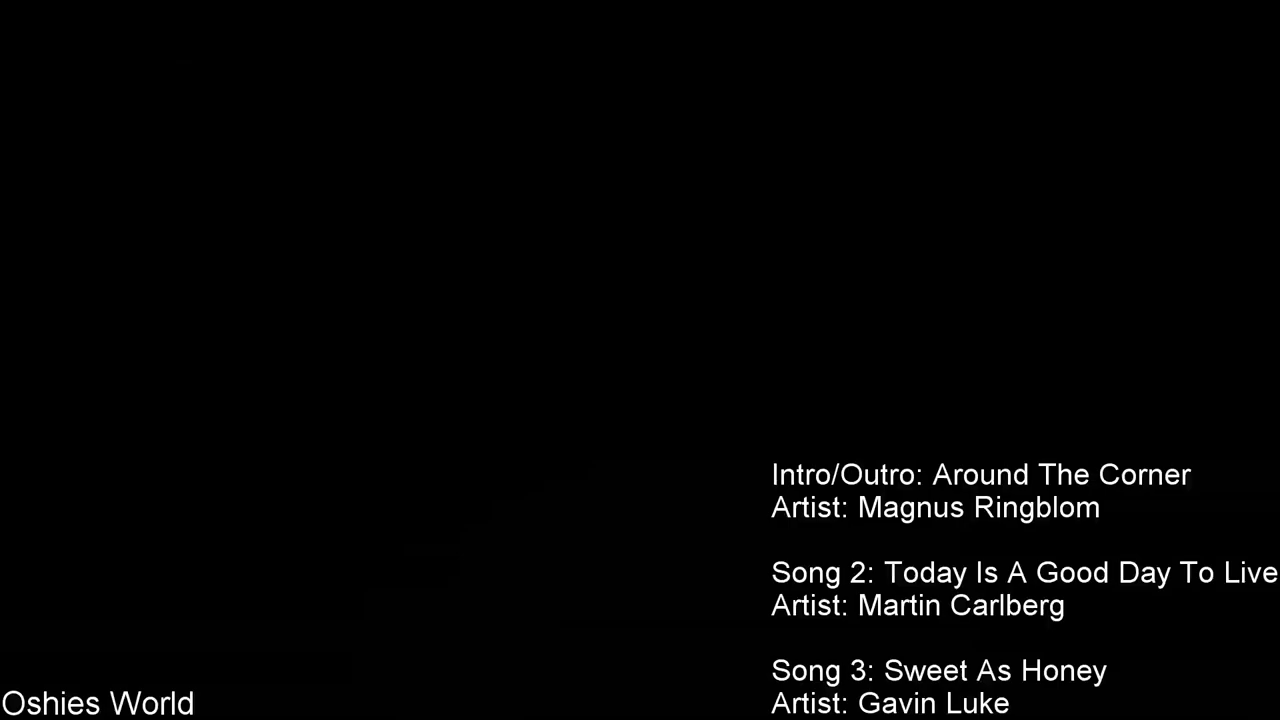 Intro/Outro: Around The Corner
Artist: Magnus Ringblom
Song 2: Today Is A Good Day To Live
Artist: Martin Carlberg
Song 3: Sweet As Honey
Artist: Gavin Luke
Oshies World